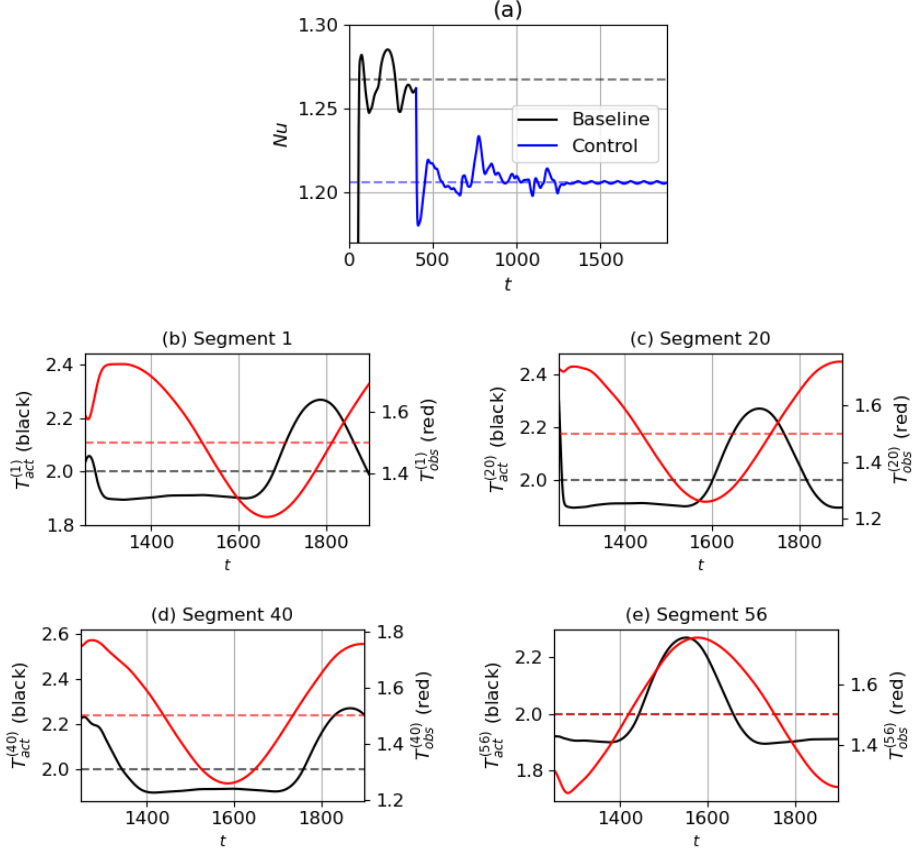 (a)
1.30
1.25
1.20
Nu
Baseline
Control
0 500 1000 1500
t
(b) Segment 1
2.4
2.2
2.0
1.8
T_act^(1) (black)
1.6
1.4
T_obs^(1) (red)
1400 1600 1800
t
(c) Segment 20
2.4
2.2
2.0
T_act^(20) (black)
1.6
1.4
1.2
T_obs^(20) (red)
1400 1600 1800
t
(d) Segment 40
2.6
2.4
2.2
2.0
T_act^(40) (black)
1.8
1.6
1.4
1.2
T_obs^(40) (red)
1400 1600 1800
t
(e) Segment 56
2.2
2.0
1.8
T_act^(56) (black)
1.6
1.4
T_obs^(56) (red)
1400 1600 1800
t